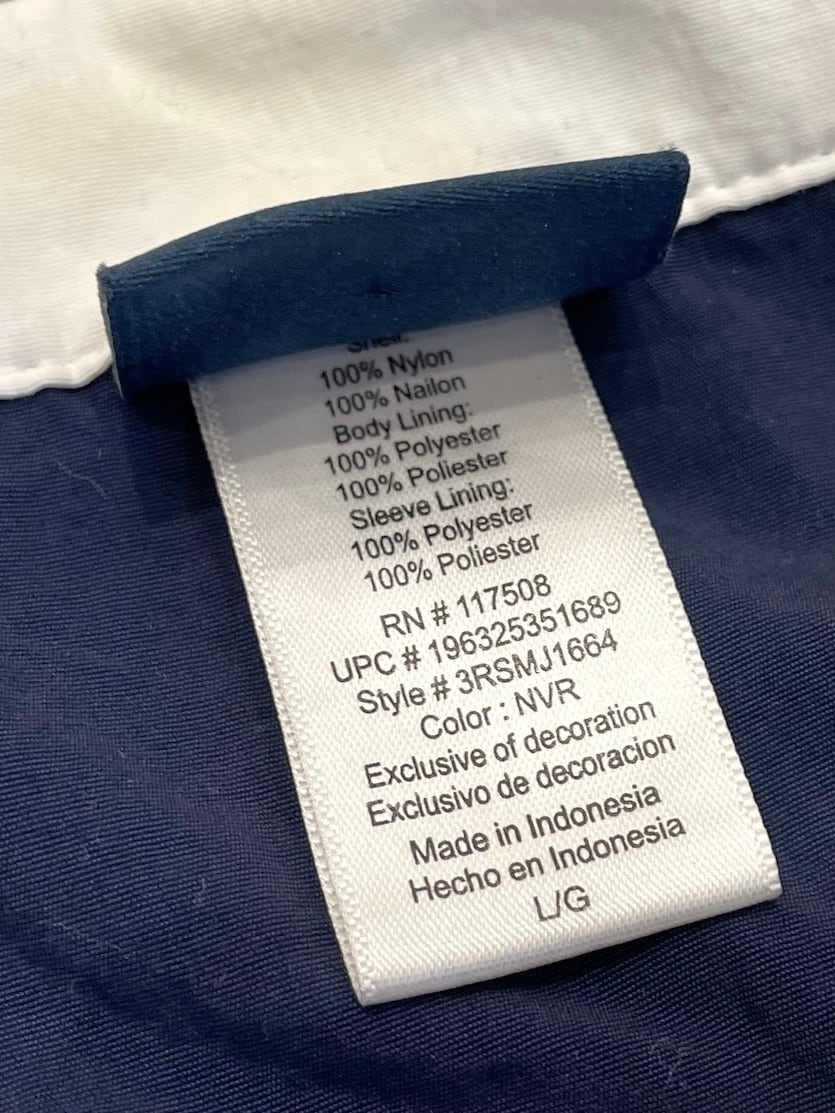 Shell:
100% Nylon
100% Nailon
Body Lining:
100% Polyester
100% Poliester
Sleeve Lining:
100% Polyester
100% Poliester
RN # 117508
UPC # 196325351689
Style # 3RSMJ1664
Color : NVR
Exclusive of decoration
Exclusivo de decoracion
Made in Indonesia
Hecho en Indonesia
L/G